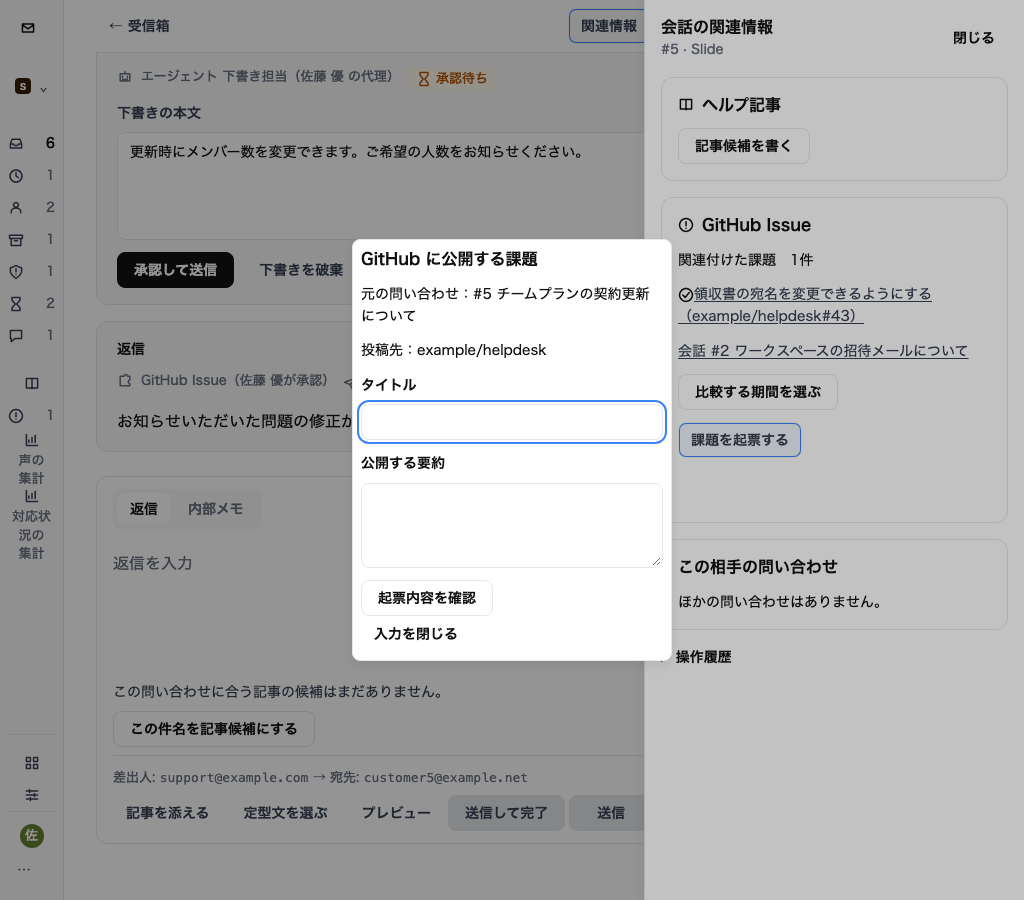 ← 受信箱
関連情報
S
6
1
2
1
1
2
1
1
声の
集計
対応状
況の
集計
佐
…
エージェント 下書き担当（佐藤 優 の代理）
承認待ち
下書きの本文
更新時にメンバー数を変更できます。ご希望の人数をお知らせください。
承認して送信
下書きを破棄
返信
GitHub Issue（佐藤 優が承認）
お知らせいただいた問題の修正が
返信
内部メモ
返信を入力
この問い合わせに合う記事の候補はまだありません。
この件名を記事候補にする
差出人: support@example.com → 宛先: customer5@example.net
記事を添える
定型文を選ぶ
プレビュー
送信して完了
送信
GitHub に公開する課題
元の問い合わせ：#5 チームプランの契約更新
について
投稿先：example/helpdesk
タイトル
公開する要約
起票内容を確認
入力を閉じる
会話の関連情報
#5 · Slide
閉じる
ヘルプ記事
記事候補を書く
GitHub Issue
関連付けた課題 1件
領収書の宛名を変更できるようにする
（example/helpdesk#43）
会話 #2 ワークスペースの招待メールについて
比較する期間を選ぶ
課題を起票する
この相手の問い合わせ
ほかの問い合わせはありません。
操作履歴